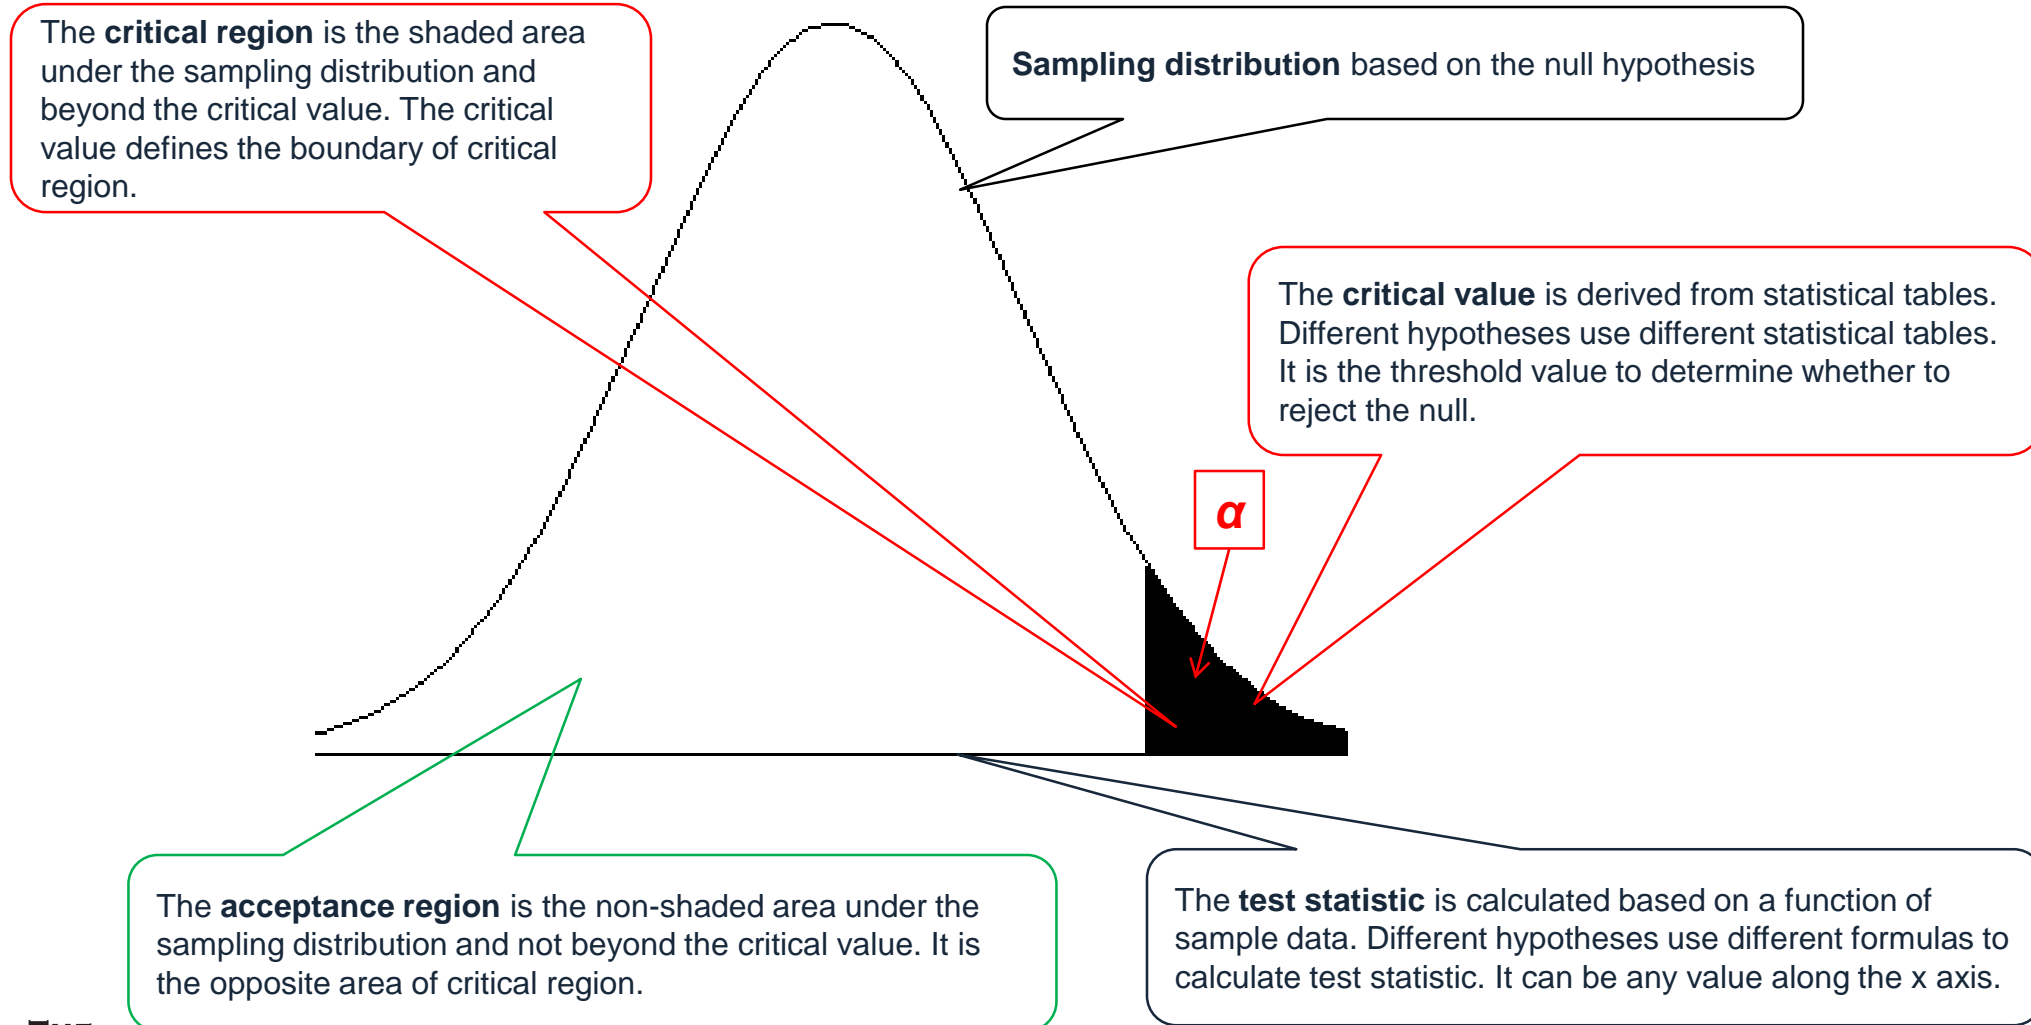 The critical region is the shaded area
under the sampling distribution and
beyond the critical value. The critical
value defines the boundary of critical
region.
Sampling distribution based on the null hypothesis
The critical value is derived from statistical tables.
Different hypotheses use different statistical tables.
It is the threshold value to determine whether to
reject the null.
α
The acceptance region is the non-shaded area under the
sampling distribution and not beyond the critical value. It is
the opposite area of critical region.
The test statistic is calculated based on a function of
sample data. Different hypotheses use different formulas to
calculate test statistic. It can be any value along the x axis.